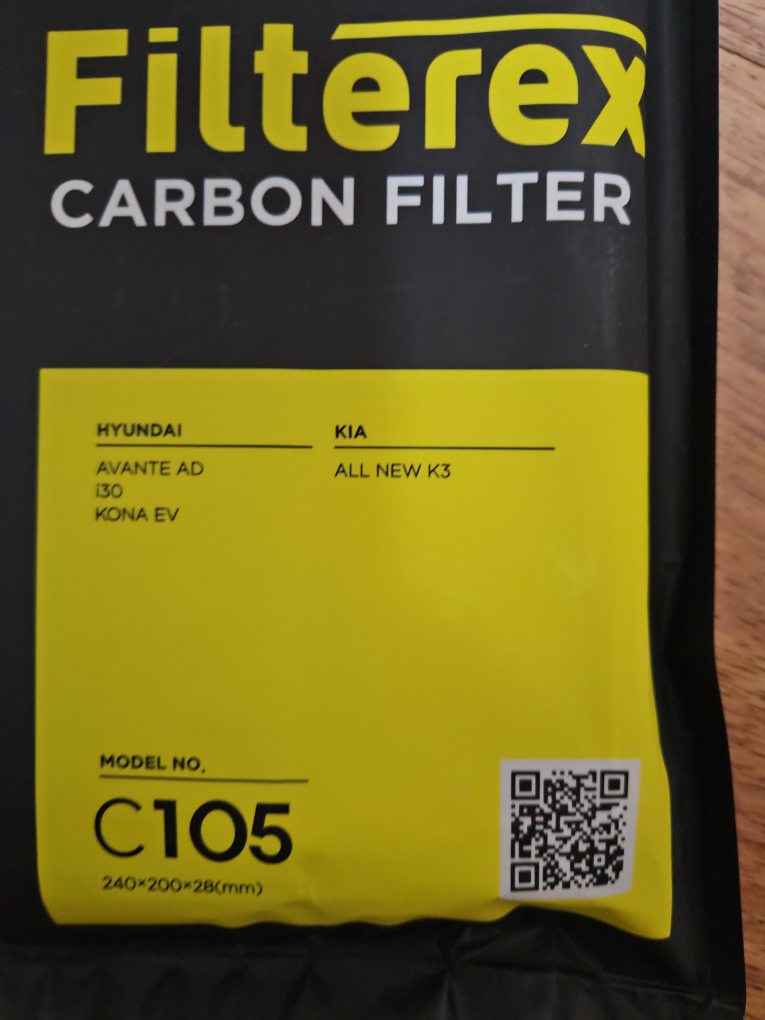 Filterex
CARBON FILTER
HYUNDAI
AVANTE AD
i30
KONA EV
KIA
ALL NEW K3
MODEL NO.
C105
240×200×28(mm)